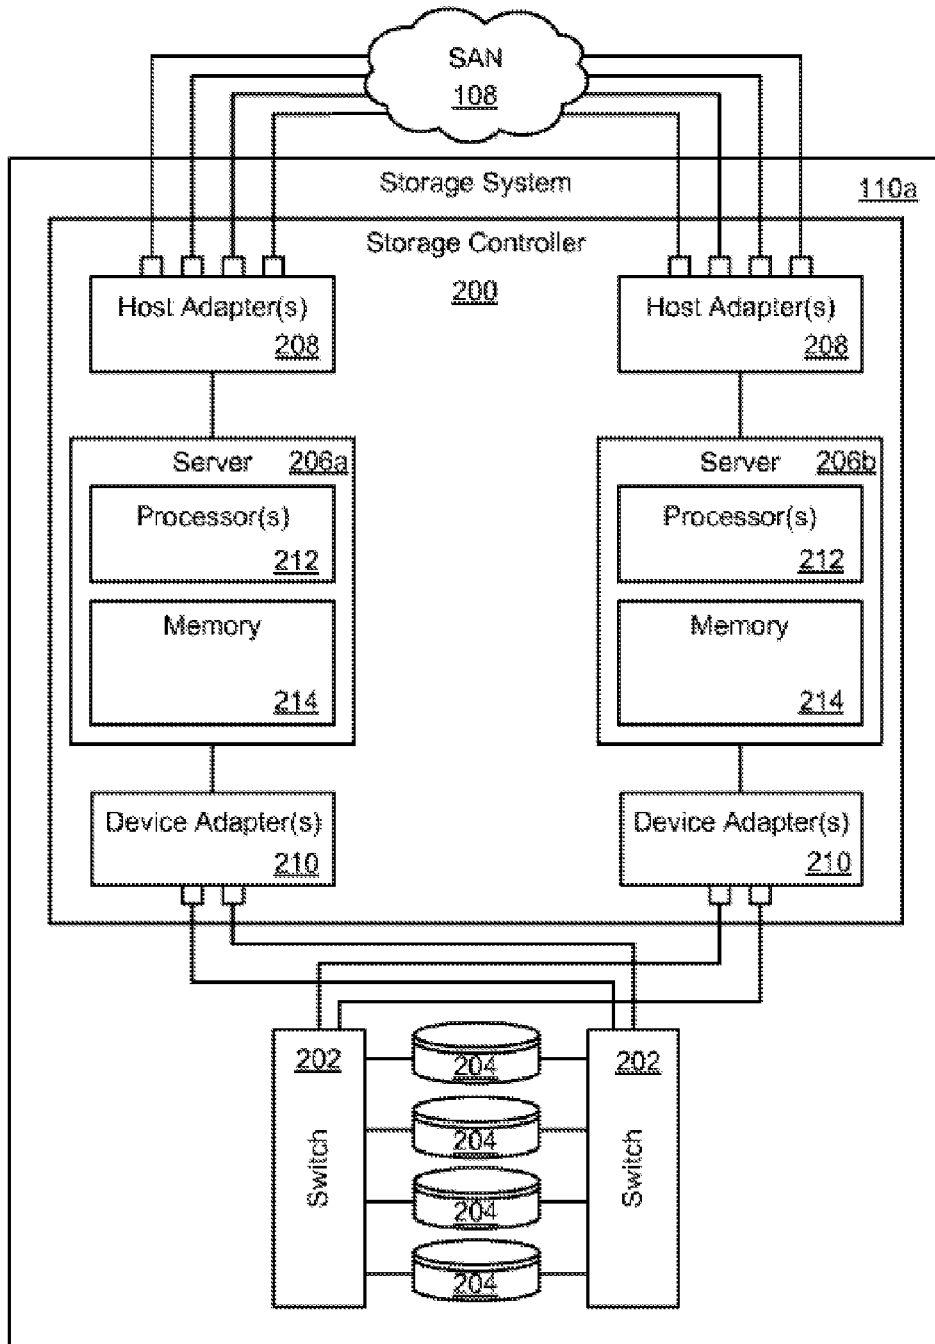 SAN
108
Storage System
110a
Storage Controller
200
Host Adapter(s)
208
Host Adapter(s)
208
Server 206a
Processor(s)
212
Memory
214
Server 206b
Processor(s)
212
Memory
214
Device Adapter(s)
210
Device Adapter(s)
210
202
Switch
204
204
204
204
202
Switch